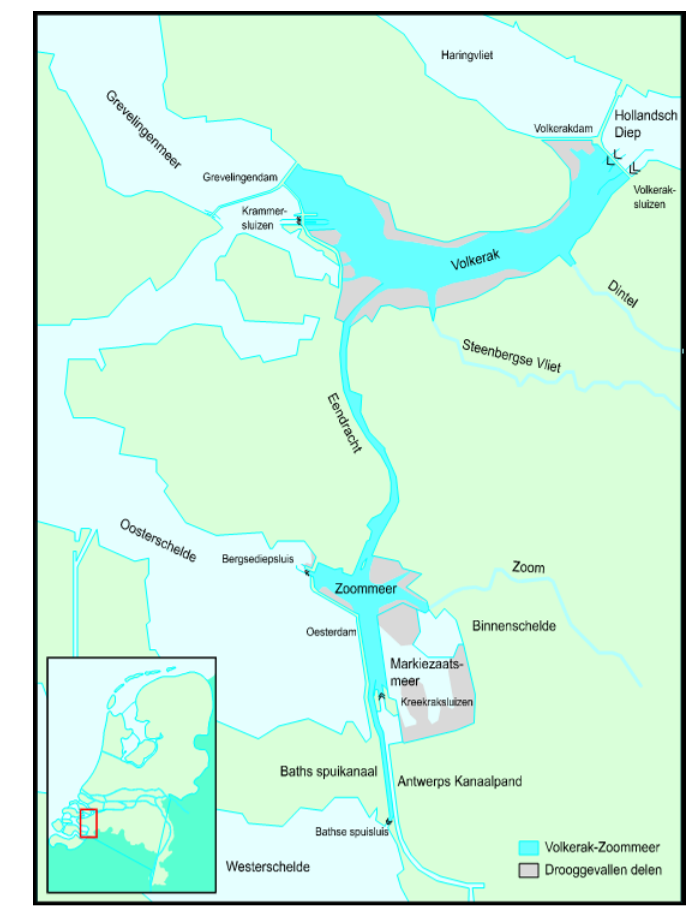 Haringvliet
Hollandsch
Diep
Grevelingenmeer
Volkerakdam
Grevelingendam
Volkerak-
sluizen
Krammer-
sluizen
Volkerak
Dintel
Steenbergse Vliet
Eendracht
Oosterschelde
Bergsediepsluis
Zoom
Zoommeer
Binnenschelde
Oesterdam
Markiezaats-
meer
Kreekraksluizen
Baths spuikanaal
Antwerps Kanaalpand
Bathse spuisluis
Westerschelde
Volkerak-Zoommeer
Drooggevallen delen